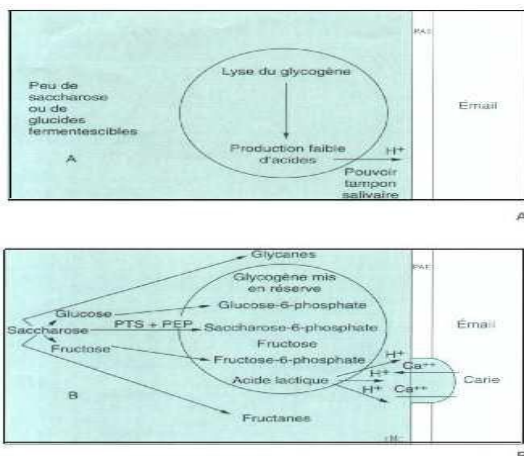 PAE
Lyse du glycogène
Émail
Peu de
saccharose
ou de
glucides
fermentescibles
Production faible
d'acides
H+
A
Pouvoir
tampon
salivaire
A
Glycanes
Glycogène mis
en réserve
PAE
Glucose
Glucose-6-phosphate
Saccharose
PTS + PEP
Saccharose-6-phosphate
Émail
Fructose
Fructose
Fructose-6-phosphate
H+
Ca++
Acide lactique
H+
Carie
B
H+
Ca++
Fructanes
B